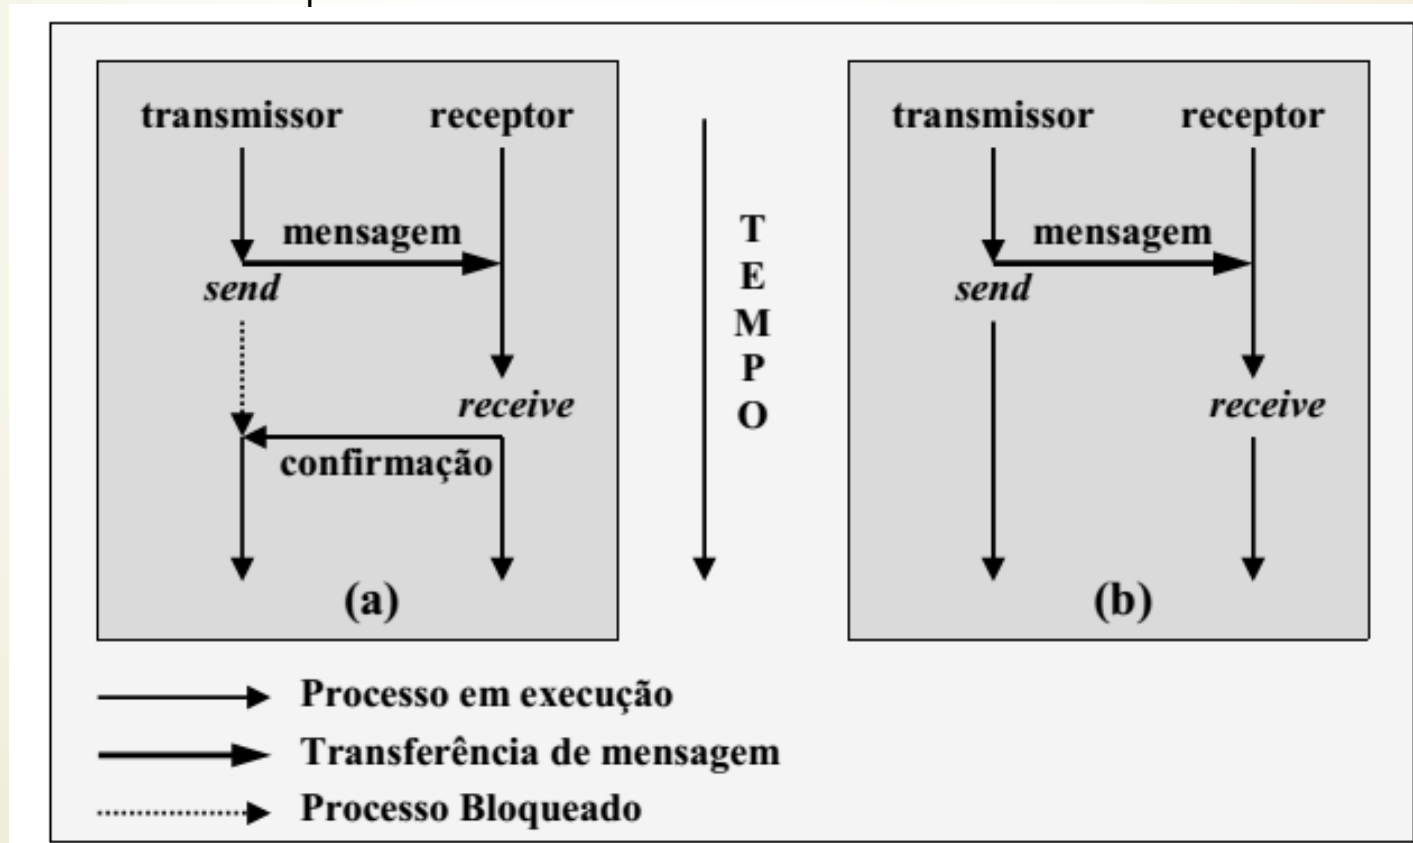 transmissor receptor
mensagem
send
receive
confirmação
(a)
T
E
M
P
O
transmissor receptor
mensagem
send
receive
(b)
Processo em execução
Transferência de mensagem
Processo Bloqueado